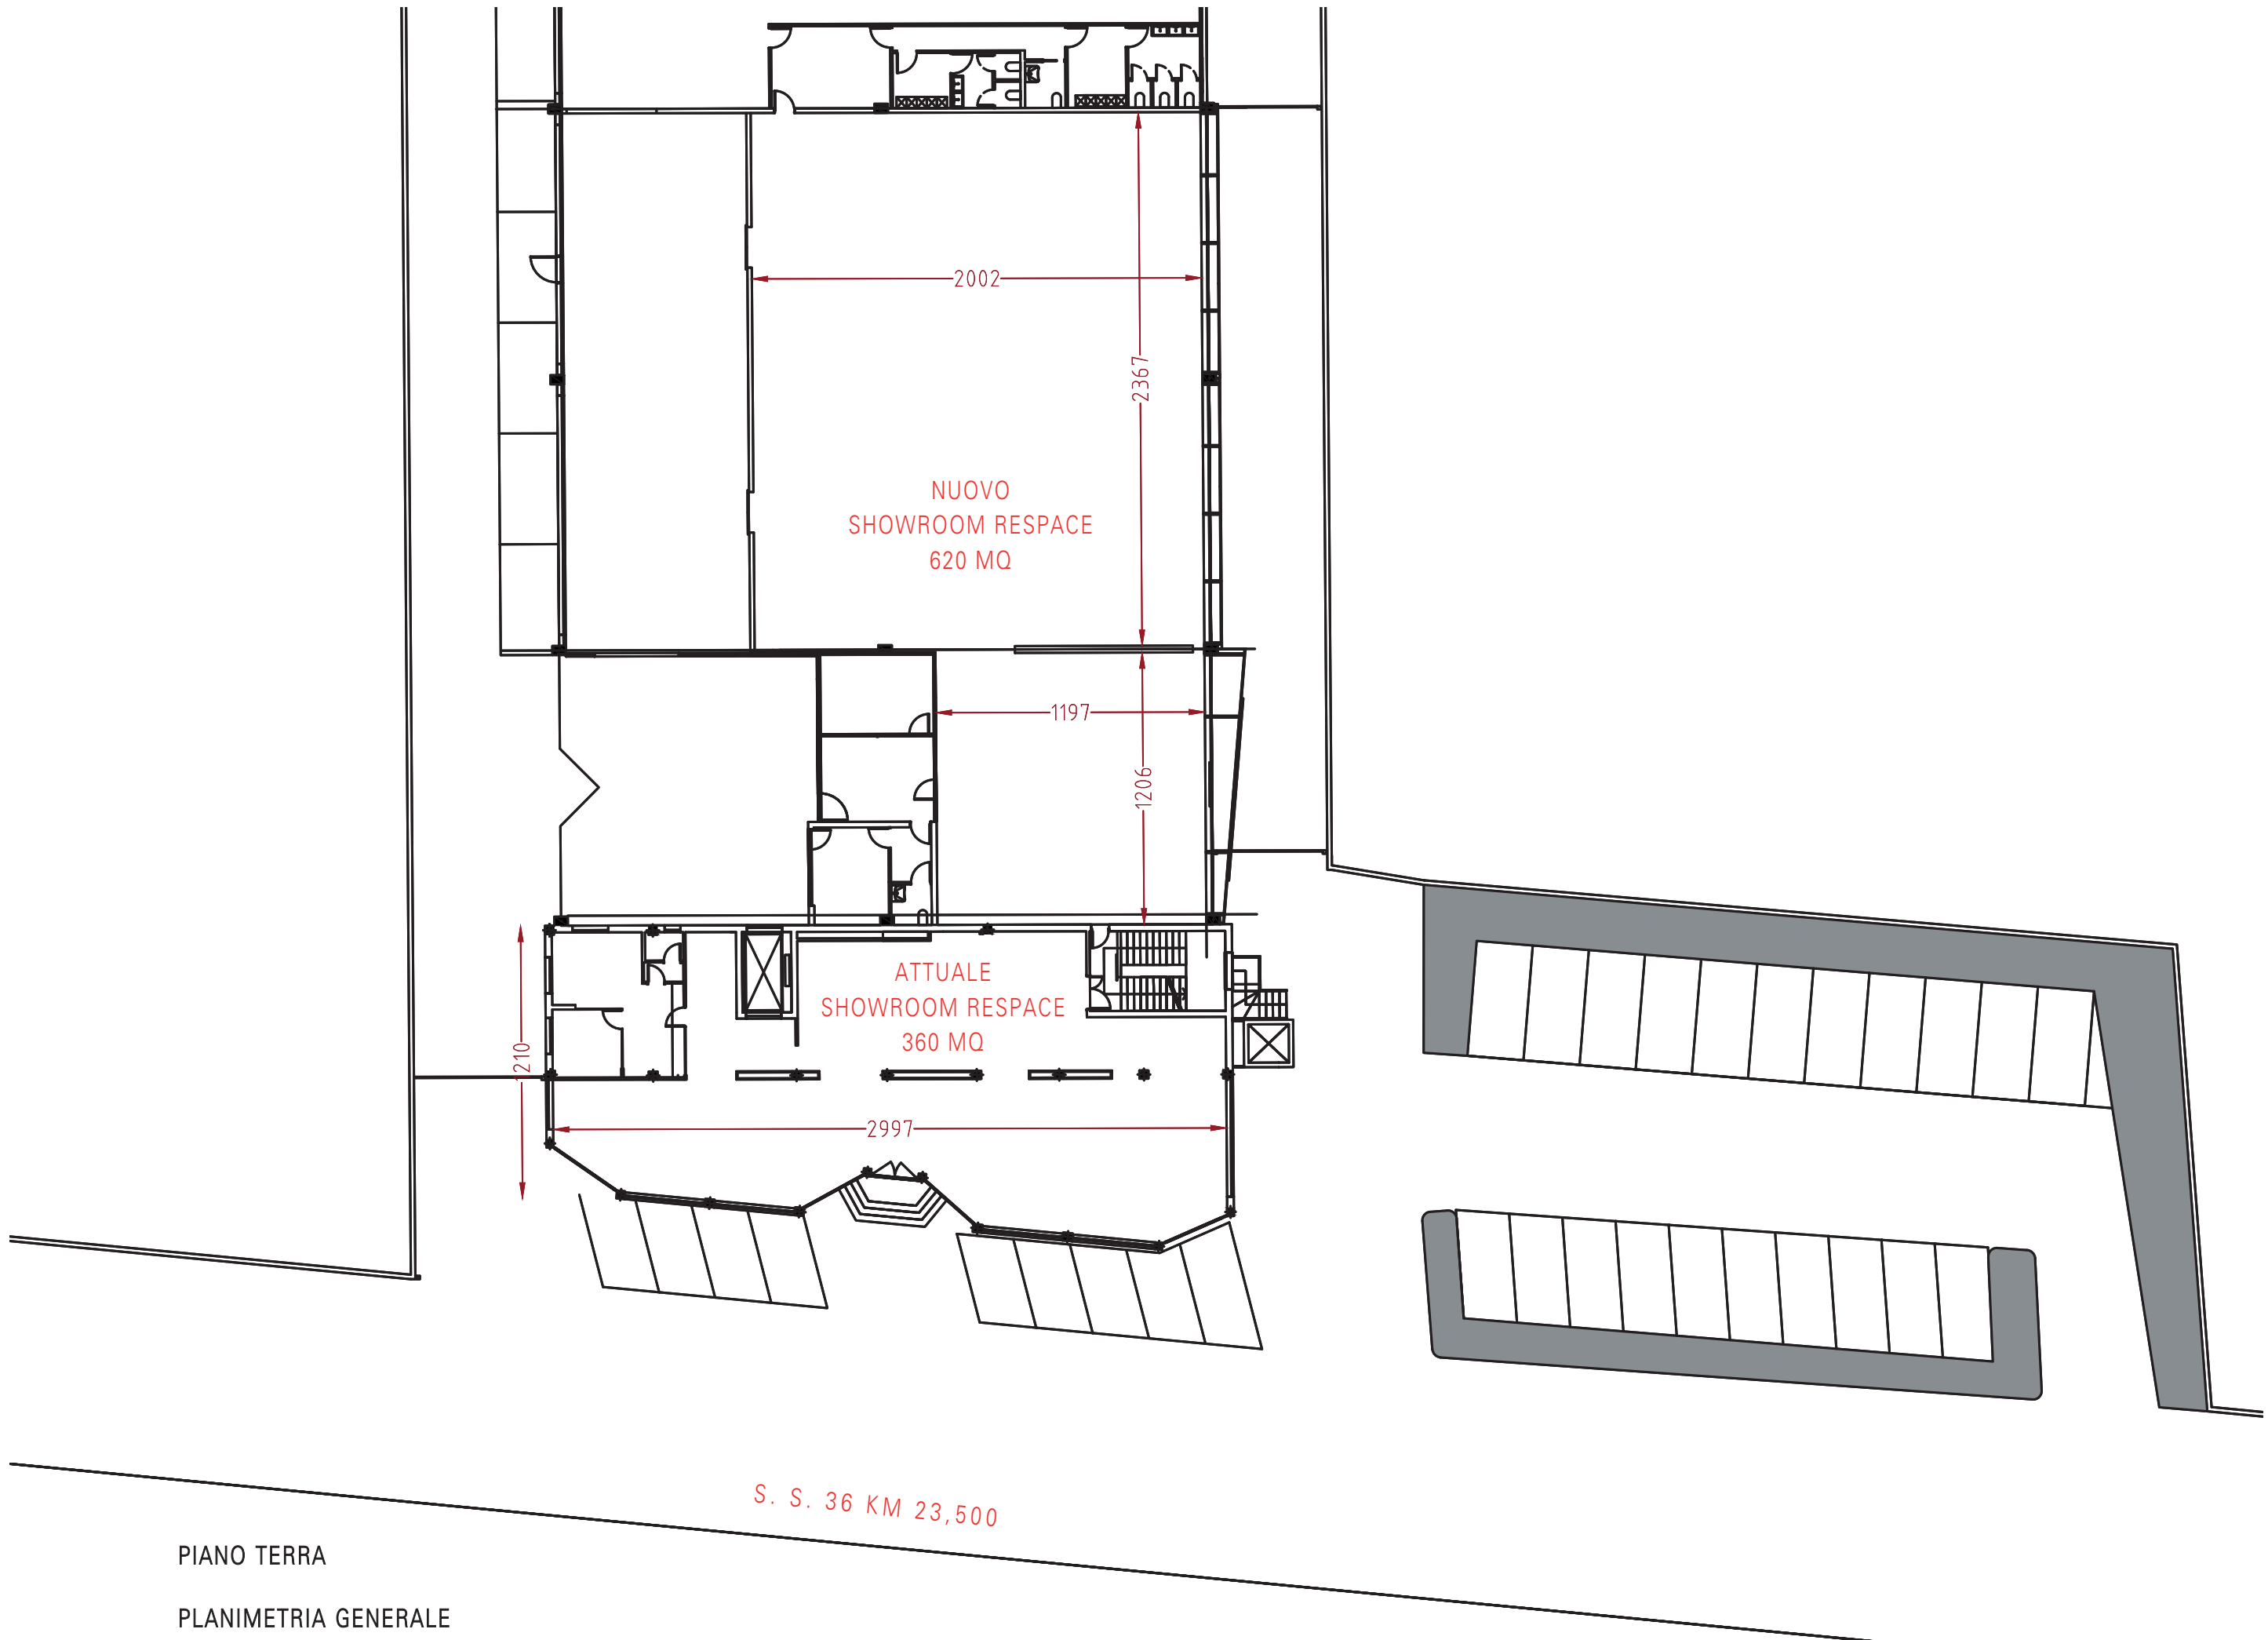 2002
2367
NUOVO
SHOWROOM RESPACE
620 MQ
1197
1206
ATTUALE
SHOWROOM RESPACE
360 MQ
1210
2997
S. S. 36 KM 23,500
PIANO TERRA
PLANIMETRIA GENERALE